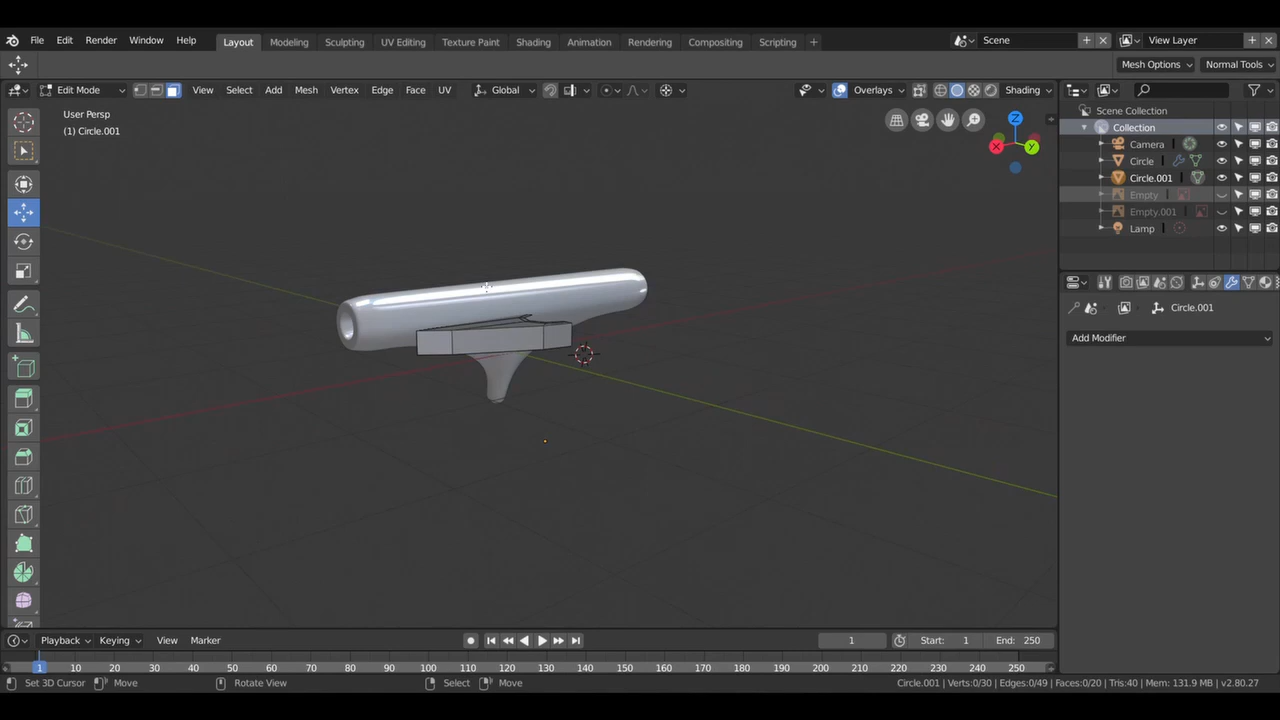 File Edit Render Window Help Layout Modeling Sculpting UV Editing Texture Paint Shading Animation Rendering Compositing Scripting + Scene View Layer
Mesh Options Normal Tools
Edit Mode View Select Add Mesh Vertex Edge Face UV Global Overlays Shading
User Persp
(1) Circle.001
Z
X
Y
Scene Collection
Collection
Camera
Circle
Circle.001
Empty
Empty.001
Lamp
Circle.001
Add Modifier
Playback Keying View Marker 1 Start: 1 End: 250
1 10 20 30 40 50 60 70 80 90 100 110 120 130 140 150 160 170 180 190 200 210 220 230 240 250
Set 3D Cursor Move Rotate View Select Move Circle.001 | Verts:0/30 | Edges:0/49 | Faces:0/20 | Tris:40 | Mem: 131.9 MB | v2.80.27